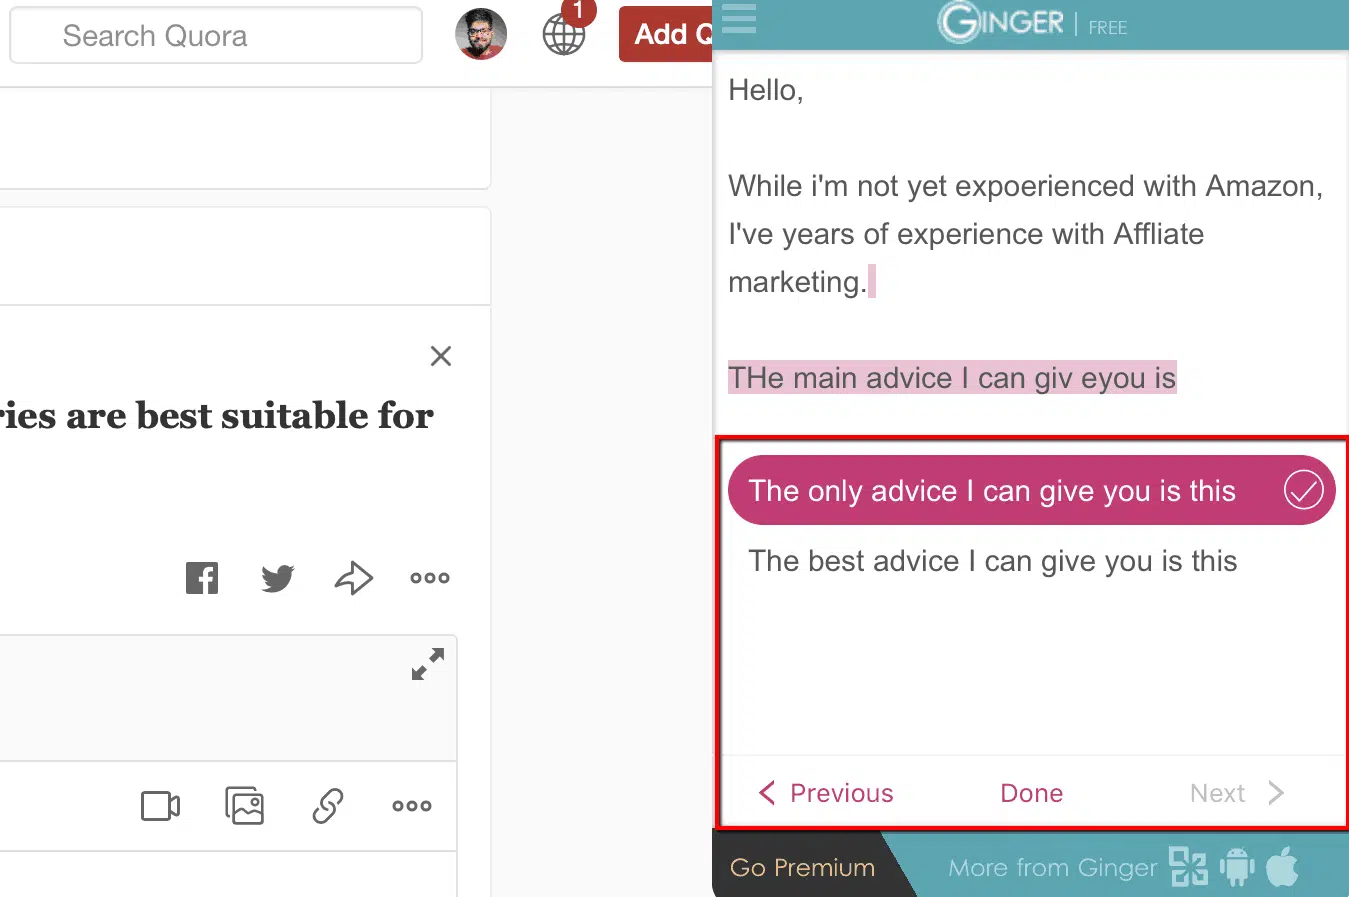 Search Quora
1
Add Q
ries are best suitable for
GINGER | FREE
Hello,
While i'm not yet expoerienced with Amazon,
I've years of experience with Affliate
marketing.
THe main advice I can giv eyou is
The only advice I can give you is this
The best advice I can give you is this
Previous
Done
Next
Go Premium
More from Ginger